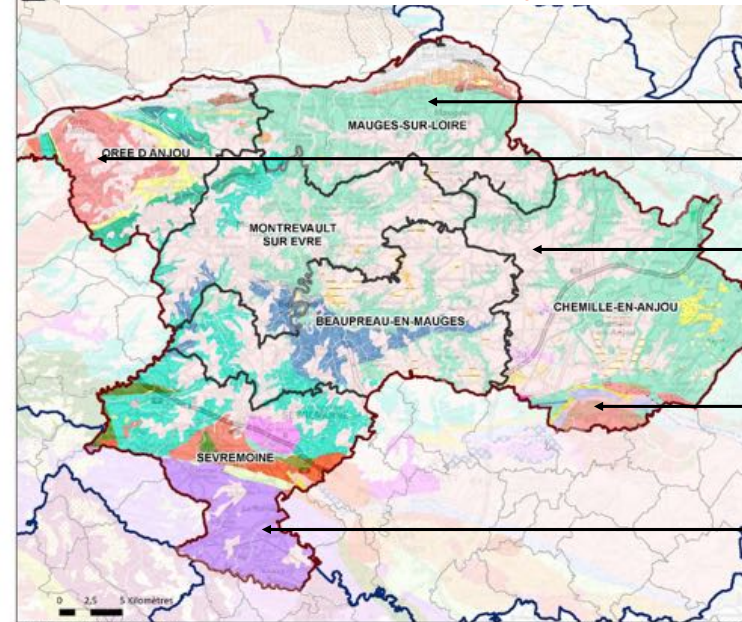 MAUGES-SUR-LOIRE
OREE D'ANJOU
MONTREVAULT
SUR EVRE
CHEMILLE-EN-ANJOU
BEAUPREAU-EN-MAUGES
SEVREMOINE
0 2,5 5 Kilomètres